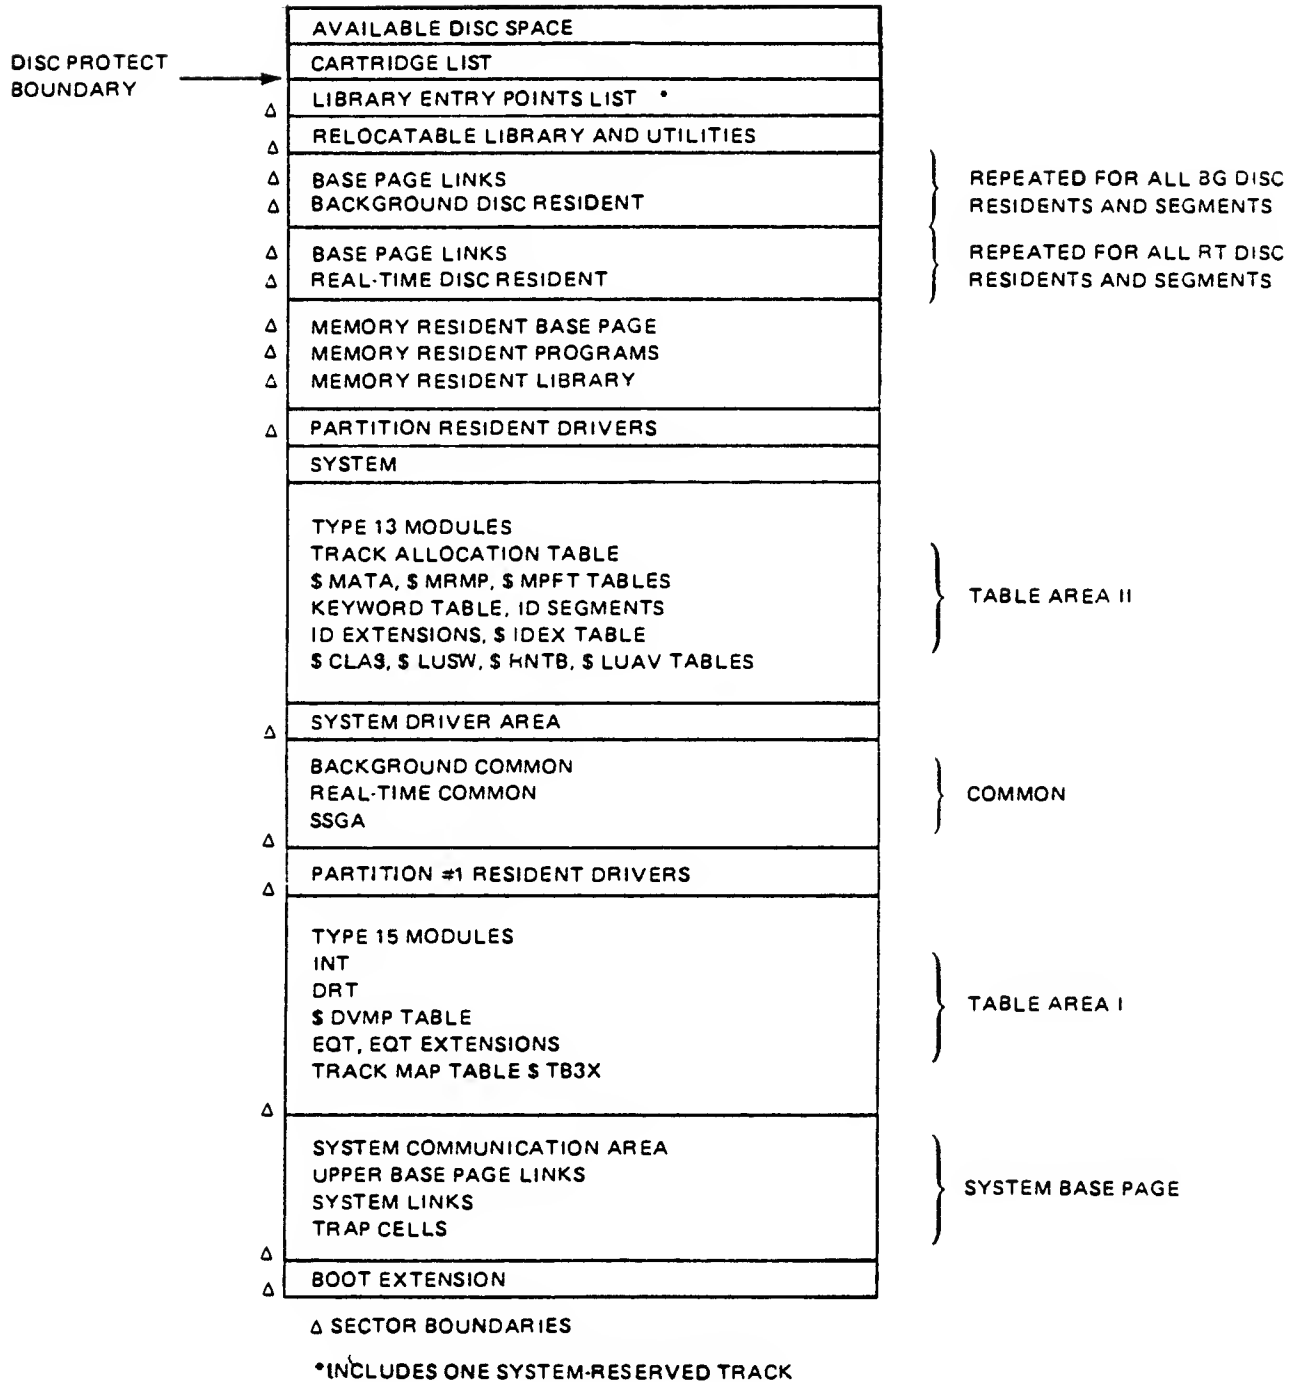 AVAILABLE DISC SPACE
DISC PROTECT
BOUNDARY
CARTRIDGE LIST
Δ LIBRARY ENTRY POINTS LIST *
Δ RELOCATABLE LIBRARY AND UTILITIES
Δ BASE PAGE LINKS
Δ BACKGROUND DISC RESIDENT
REPEATED FOR ALL BG DISC
RESIDENTS AND SEGMENTS
Δ BASE PAGE LINKS
Δ REAL-TIME DISC RESIDENT
REPEATED FOR ALL RT DISC
RESIDENTS AND SEGMENTS
Δ MEMORY RESIDENT BASE PAGE
Δ MEMORY RESIDENT PROGRAMS
Δ MEMORY RESIDENT LIBRARY
Δ PARTITION RESIDENT DRIVERS
SYSTEM
TYPE 13 MODULES
TRACK ALLOCATION TABLE
$ MATA, $ MRMP, $ MPFT TABLES
KEYWORD TABLE, ID SEGMENTS
ID EXTENSIONS, $ IDEX TABLE
$ CLAS, $ LUSW, $ RNTB, $ LUAV TABLES
TABLE AREA II
Δ SYSTEM DRIVER AREA
BACKGROUND COMMON
REAL-TIME COMMON
SSGA
Δ
COMMON
Δ PARTITION #1 RESIDENT DRIVERS
TYPE 15 MODULES
INT
DRT
$ DVMP TABLE
EQT, EQT EXTENSIONS
TRACK MAP TABLE $ TB3X
Δ
TABLE AREA I
SYSTEM COMMUNICATION AREA
UPPER BASE PAGE LINKS
SYSTEM LINKS
TRAP CELLS
Δ
SYSTEM BASE PAGE
Δ BOOT EXTENSION
Δ SECTOR BOUNDARIES
*INCLUDES ONE SYSTEM-RESERVED TRACK